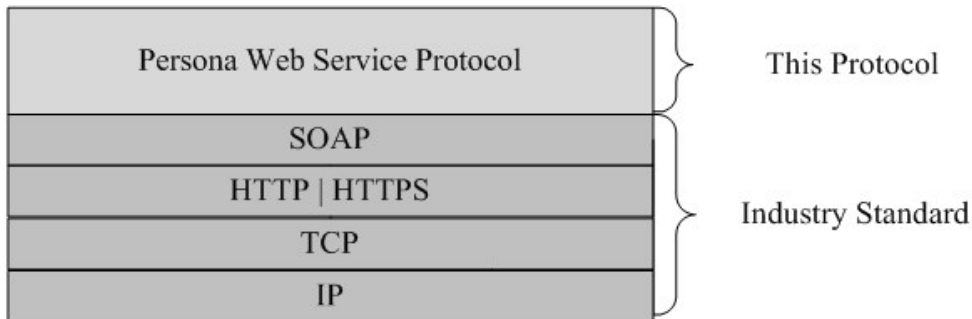 Persona Web Service Protocol
This Protocol
SOAP
HTTP | HTTPS
TCP
IP
Industry Standard